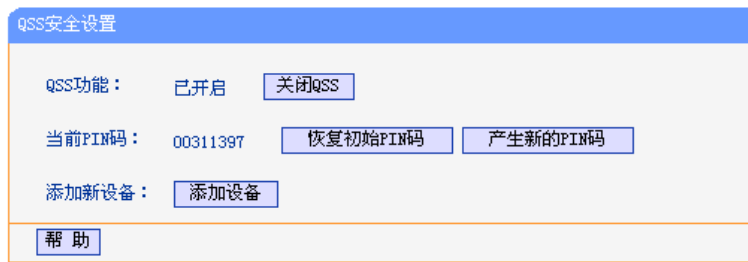 QSS安全设置
QSS功能： 已开启 关闭QSS
当前PIN码： 00311397 恢复初始PIN码 产生新的PIN码
添加新设备： 添加设备
帮 助